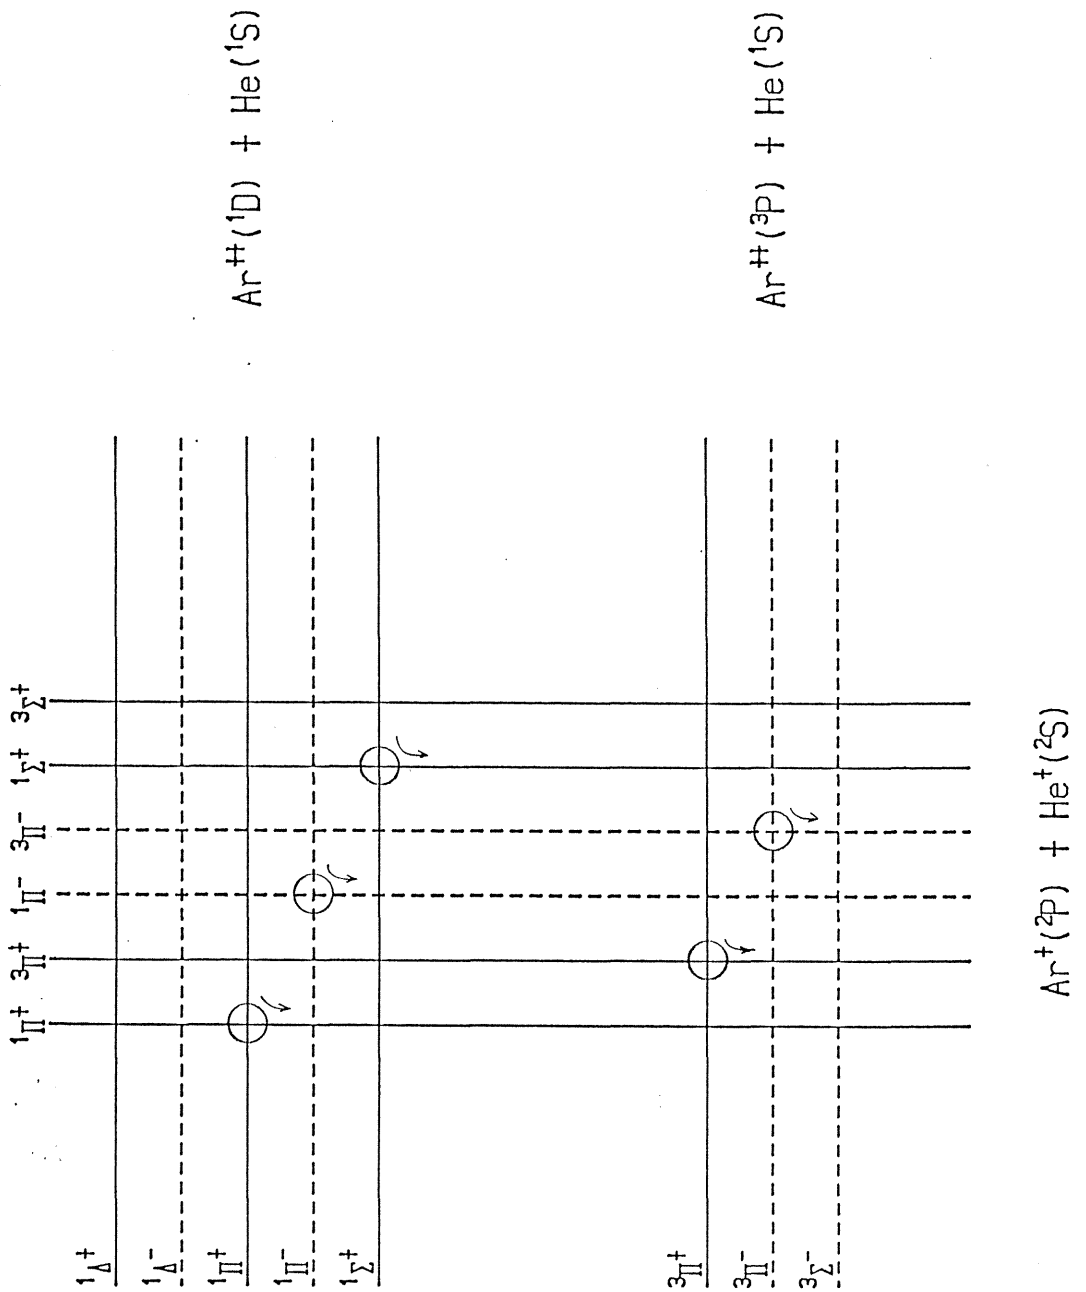 Ar⁺⁺(¹D) + He(¹S)
Ar⁺⁺(³P) + He(¹S)
¹Π⁺ ³Π⁺ ¹Π⁻ ³Π⁻ ¹Σ⁺ ³Σ⁺
¹Δ⁺
¹Δ⁻
¹Π⁺
¹Π⁻
¹Σ⁺
³Π⁺
³Π⁻
³Σ⁻
Ar⁺(²P) + He⁺(²S)